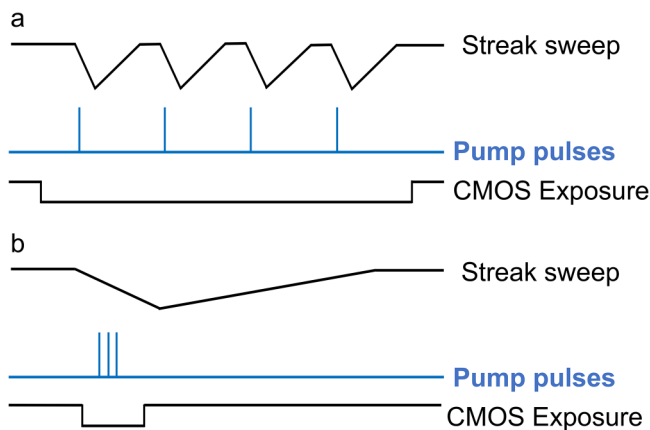 a
Streak sweep
Pump pulses
CMOS Exposure
b
Streak sweep
Pump pulses
CMOS Exposure